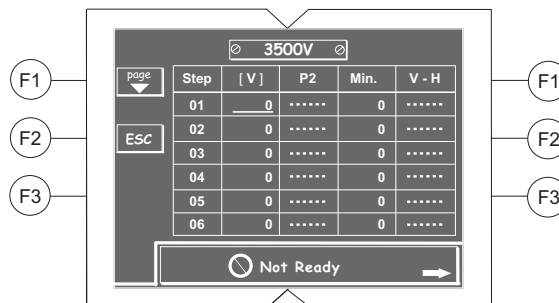 3500V
F1 page Step [ V ] P2 Min. V - H F1
01 0 ------ 0 ------
F2 ESC 02 0 ------ 0 ------ F2
03 0 ------ 0 ------
F3 04 0 ------ 0 ------ F3
05 0 ------ 0 ------
06 0 ------ 0 ------
Not Ready